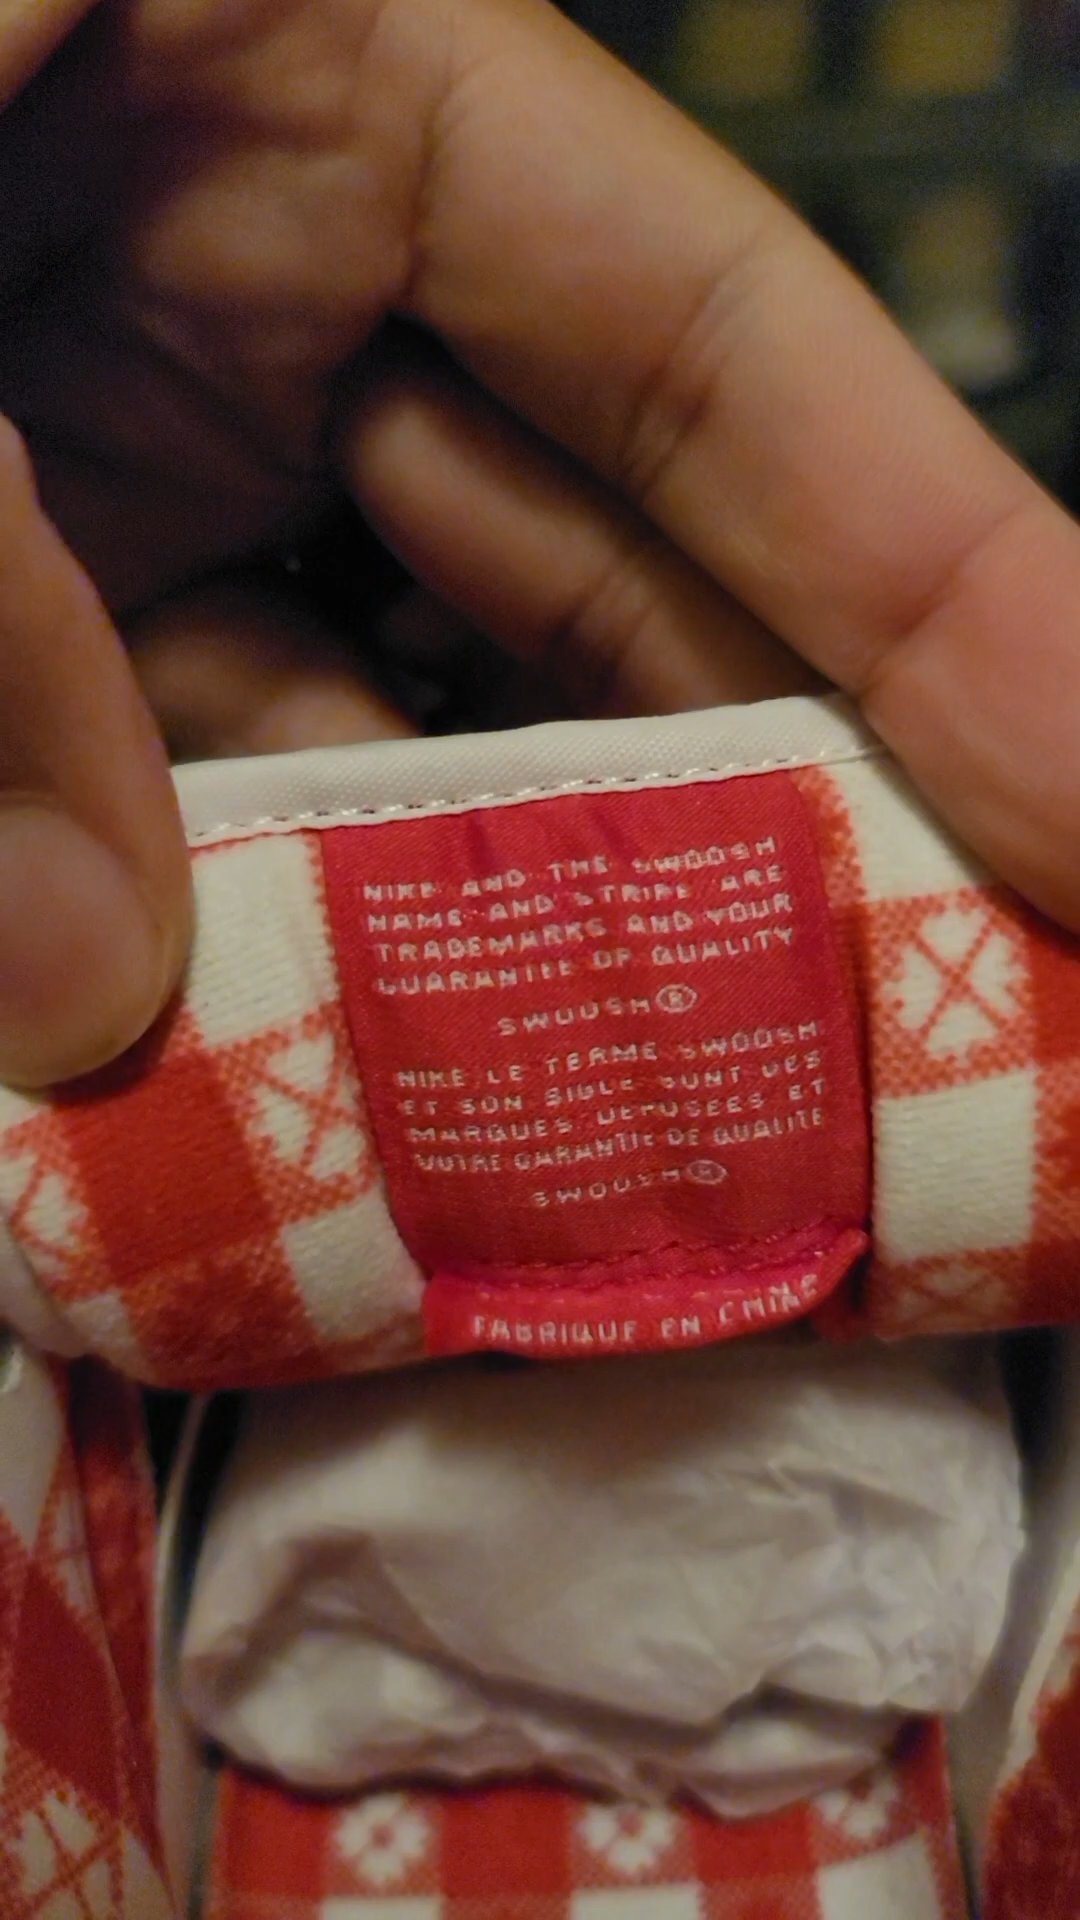 NIKE AND THE SWOOSH
NAME AND STRIPE ARE
TRADEMARKS AND YOUR
GUARANTEE OF QUALITY
SWOOSH®
NIKE LE TERME SWOOSH
ET SON SIGLE SONT DES
MARQUES DEPOSEES ET
VOTRE GARANTIE DE QUALITE
SWOOSH®
FABRIQUE EN CHINE